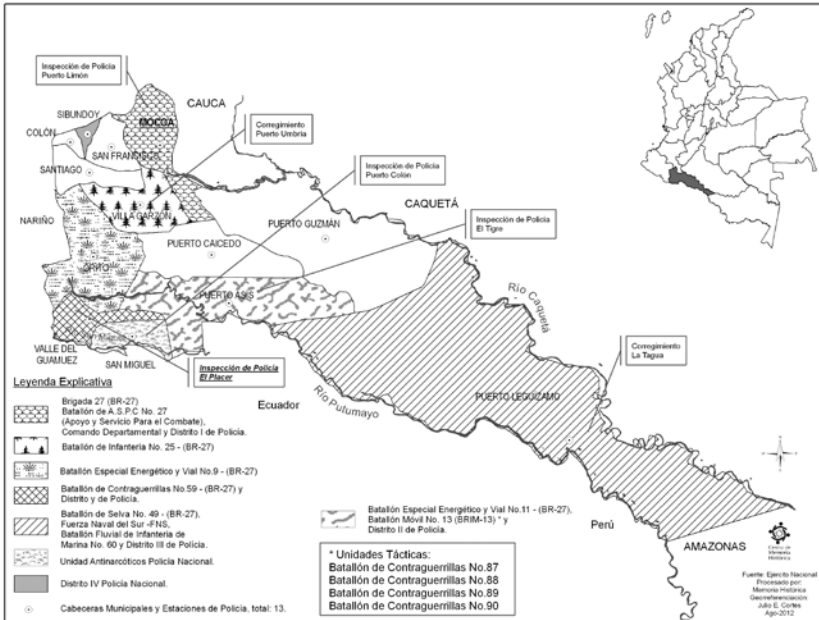 Inspección de Policía
Puerto Limón
CAUCA
MOCOA
SIBUNDOY
COLÓN
SAN FRANCISCO
SANTIAGO
Corregimiento
Puerto Umbría
Inspección de Policía
Puerto Colón
NARIÑO
VILLA GARZÓN
PUERTO GUZMÁN
CAQUETÁ
Inspección de Policía
El Tigre
PUERTO CAICEDO
ORITO
PUERTO ASIS
Río Caquetá
VALLE DEL
GUAMUEZ
SAN MIGUEL
Inspección de Policía
El Placer
Corregimiento
La Tagua
Ecuador
Río Putumayo
PUERTO LEGUIZAMO
Perú
AMAZONAS
Leyenda Explicativa
Brigada 27 (BR-27)
Batallón de A.S.P.C No. 27
(Apoyo y Servicio Para el Combate),
Comando Departamental y Distrito I de Policía.
Batallón de Infantería No. 25 - (BR-27)
Batallón Especial Energético y Vial No.9 - (BR-27)
Batallón de Contraguerrillas No.59 - (BR-27) y
Distrito y de Policía.
Batallón de Selva No. 49 - (BR-27),
Fuerza Naval del Sur -FNS,
Batallón Fluvial de Infantería de
Marina No. 60 y Distrito III de Policía.
Unidad Antinarcóticos Policía Nacional.
Distrito IV Policía Nacional.
Cabeceras Municipales y Estaciones de Policía, total: 13.
Batallón Especial Energético y Vial No.11 - (BR-27),
Batallón Móvil No. 13 (BRIM-13) * y
Distrito II de Policía.
* Unidades Tácticas:
Batallón de Contraguerrillas No.87
Batallón de Contraguerrillas No.88
Batallón de Contraguerrillas No.89
Batallón de Contraguerrillas No.90
Centro de
Memoria
Histórica
Fuente: Ejercito Nacional
Procesado por:
Memoria Histórica
Georreferenciación:
Julio E. Cortés
Ago-2012